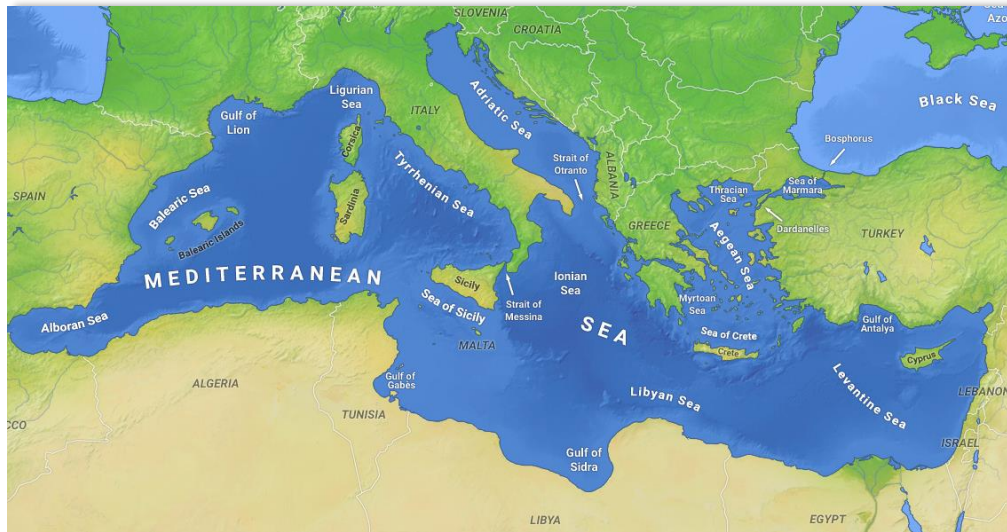 SLOVENIA
CROATIA
Sea of
Azo
Ligurian
Sea
ITALY
Adriatic Sea
Black Sea
Gulf of
Lion
Corsica
Bosphorus
Strait of
Otranto
ALBANIA
SPAIN
Balearic Sea
Tyrrhenian Sea
Sardinia
Thracian
Sea
Sea of
Marmara
Balearic Islands
GREECE
Aegean Sea
Dardanelles
TURKEY
MEDITERRANEAN
Sicily
Ionian
Sea
Alboran Sea
Sea of Sicily
Strait of
Messina
Myrtoan
Sea
SEA
Gulf of
Antalya
MALTA
Sea of Crete
Crete
Cyprus
ALGERIA
Gulf of
Gabès
Libyan Sea
Levantine Sea
LEBANON
CCO
TUNISIA
Gulf of
Sidra
ISRAEL
LIBYA
EGYPT